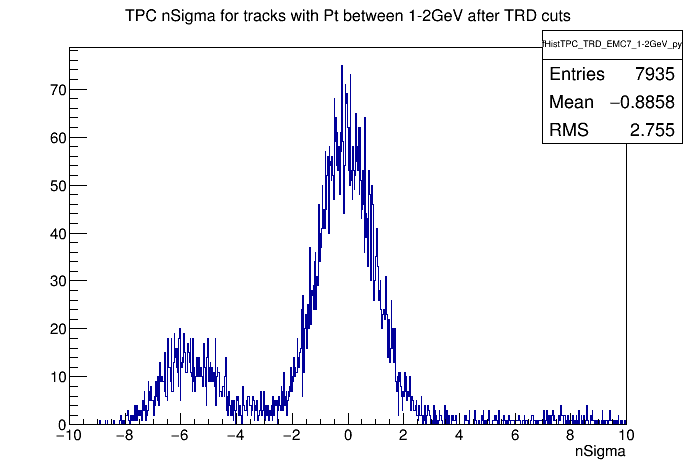 TPC nSigma for tracks with Pt between 1-2GeV after TRD cuts
HistTPC_TRD_EMC7_1-2GeV_py
Entries 7935
Mean −0.8858
RMS 2.755
70
60
50
40
30
20
10
0
−10 −8 −6 −4 −2 0 2 4 6 8 10
nSigma